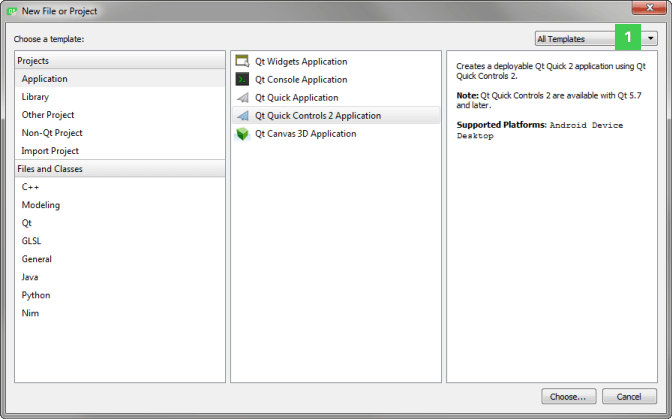 New File or Project
Choose a template:
All Templates
1
Projects
Application
Library
Other Project
Non-Qt Project
Import Project
Files and Classes
C++
Modeling
Qt
GLSL
General
Java
Python
Nim
Qt Widgets Application
Qt Console Application
Qt Quick Application
Qt Quick Controls 2 Application
Qt Canvas 3D Application
Creates a deployable Qt Quick 2 application using Qt
Quick Controls 2.
Note: Qt Quick Controls 2 are available with Qt 5.7
and later.
Supported Platforms: Android Device
Desktop
Choose...
Cancel